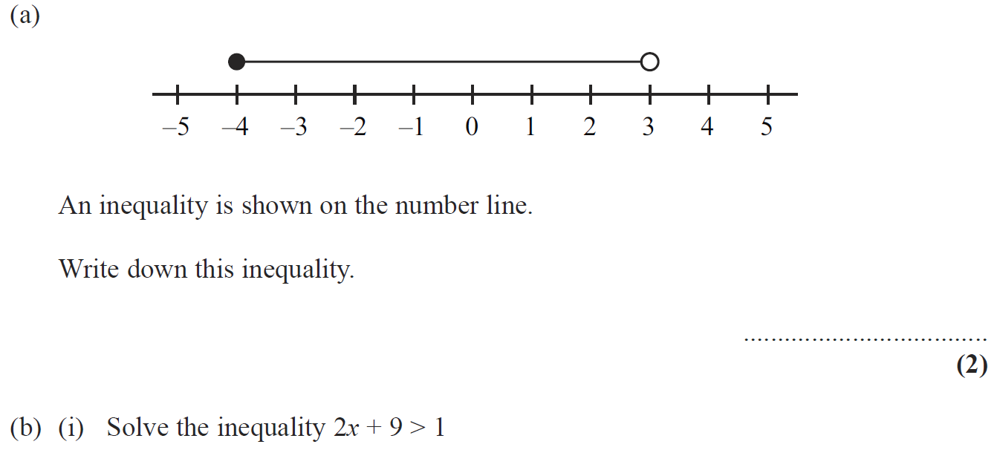 (a)
–5 –4 –3 –2 –1 0 1 2 3 4 5
An inequality is shown on the number line.
Write down this inequality.
....................................
(2)
(b) (i) Solve the inequality 2x + 9 > 1